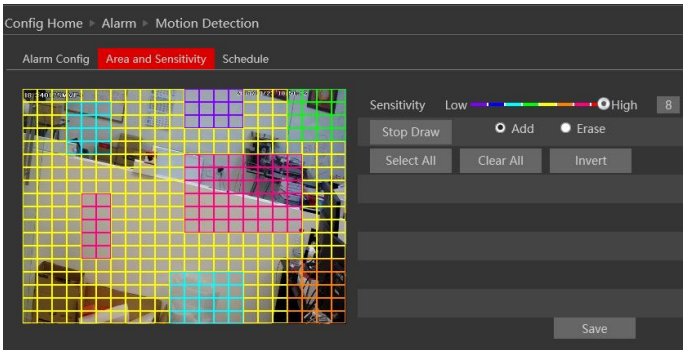 Config Home ▸ Alarm ▸ Motion Detection
Alarm Config Area and Sensitivity Schedule
Sensitivity Low High 8
Stop Draw Add Erase
Select All Clear All Invert
Save